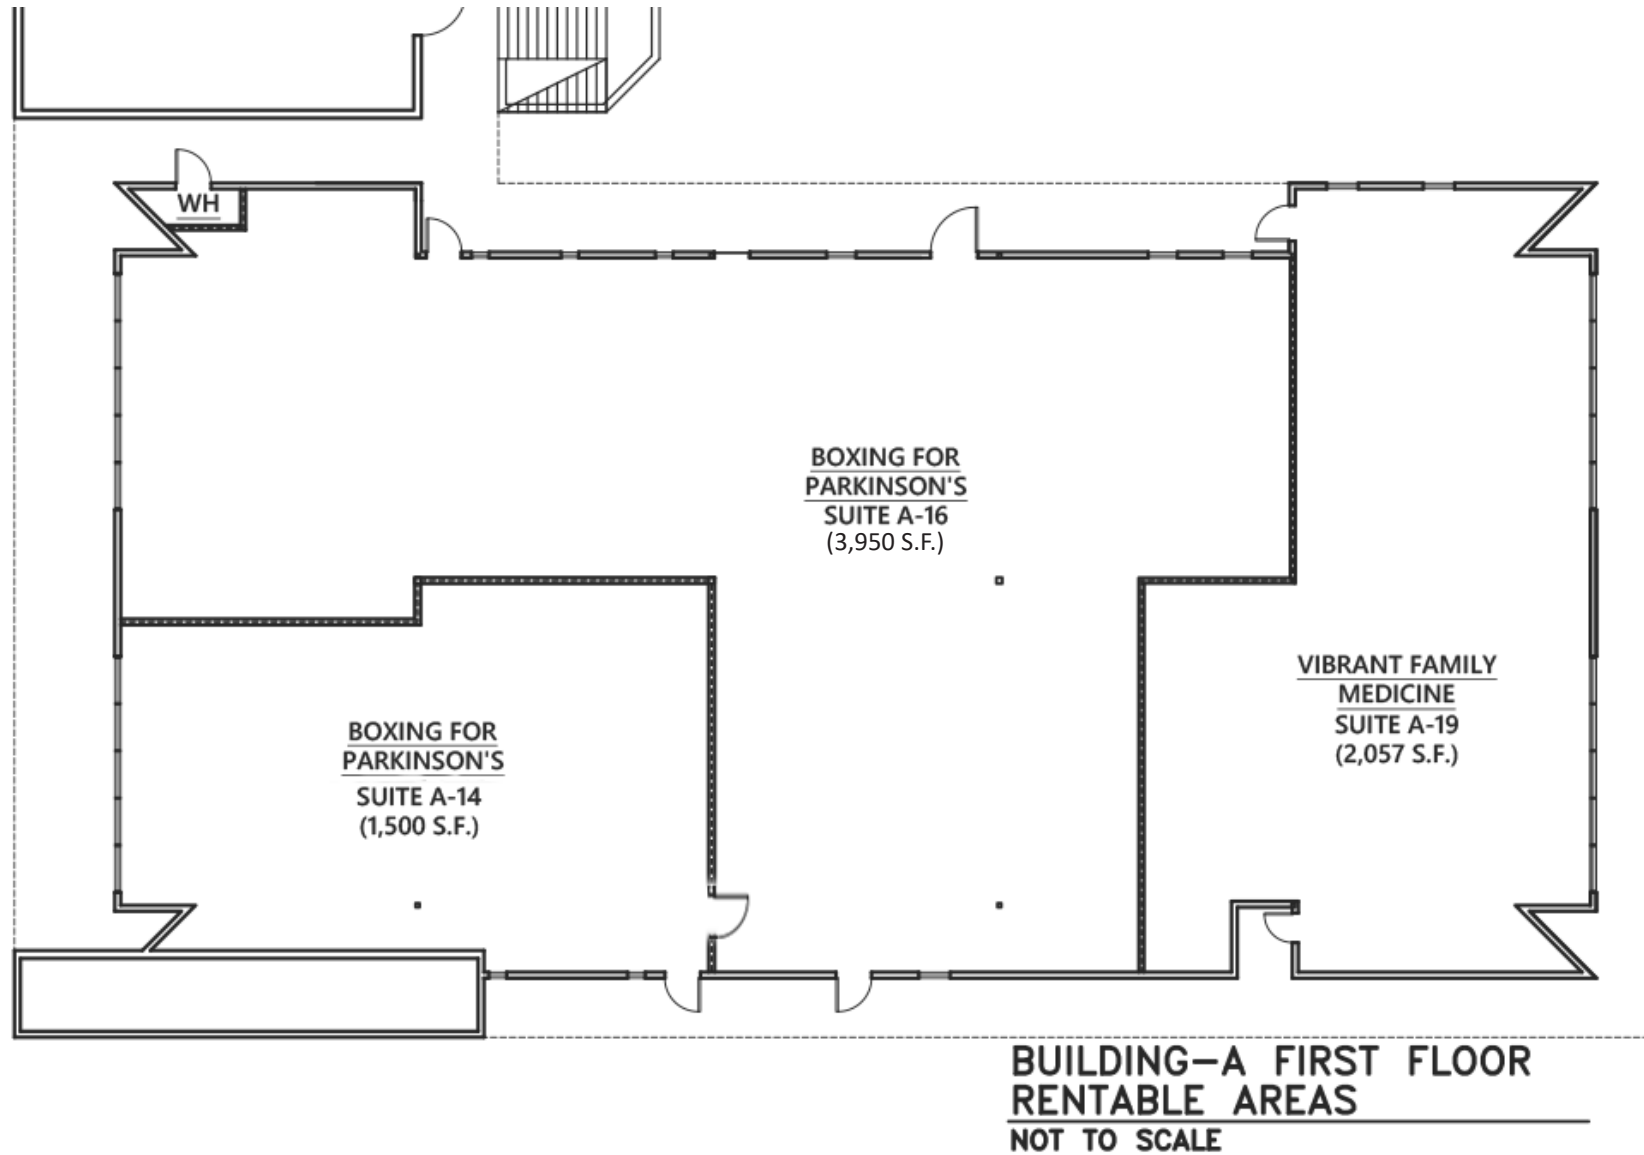 WH
BOXING FOR
PARKINSON'S
SUITE A-16
(3,950 S.F.)
VIBRANT FAMILY
MEDICINE
SUITE A-19
(2,057 S.F.)
BOXING FOR
PARKINSON'S
SUITE A-14
(1,500 S.F.)
BUILDING-A FIRST FLOOR
RENTABLE AREAS
NOT TO SCALE